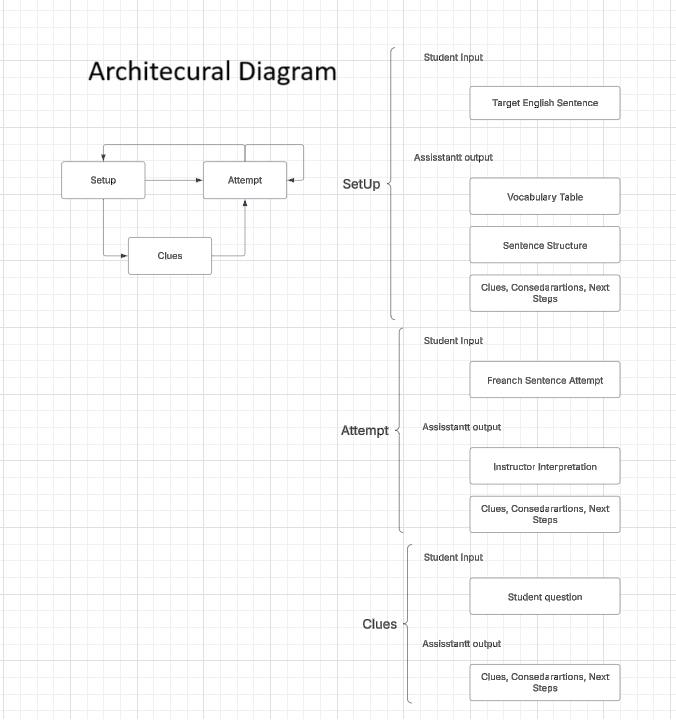 Architecural Diagram
Setup
Attempt
Clues
SetUp
Student Input
Target English Sentence
Assisstantt output
Vocabulary Table
Sentence Structure
Clues, Consedarartions, Next
Steps
Attempt
Student Input
Freanch Sentence Attempt
Assisstantt output
Instructor Interpretation
Clues, Consedarartions, Next
Steps
Clues
Student Input
Student question
Assisstantt output
Clues, Consedarartions, Next
Steps